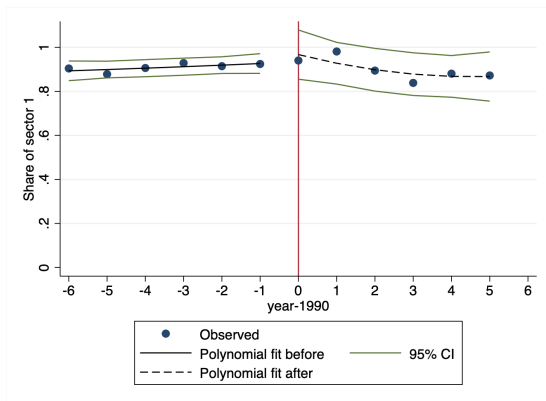 Share of sector 1
1
.8
.6
.4
.2
0
-6 -5 -4 -3 -2 -1 0 1 2 3 4 5 6
year-1990
Observed
Polynomial fit before 95% CI
Polynomial fit after